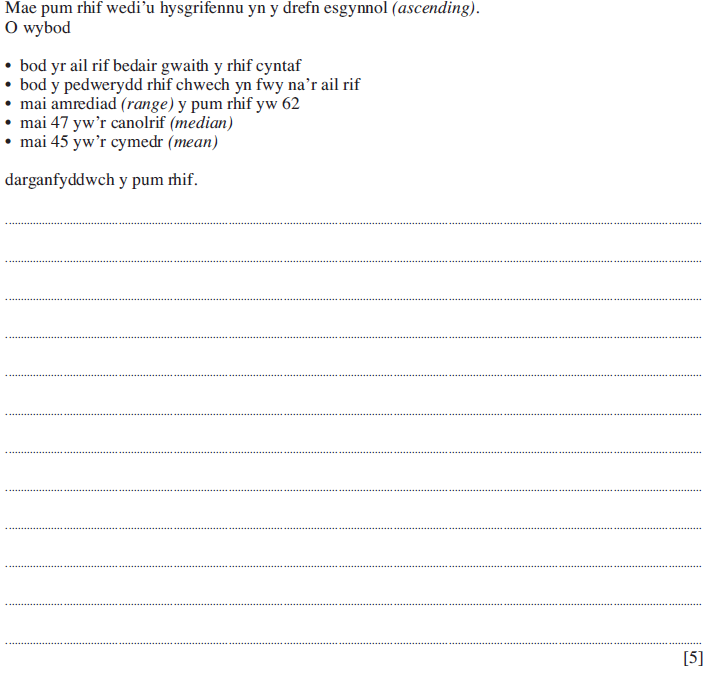 Mae pum rhif wedi'u hysgrifennu yn y drefn esgynnol (ascending).
O wybod
• bod yr ail rif bedair gwaith y rhif cyntaf
• bod y pedwerydd rhif chwech yn fwy na'r ail rif
• mai amrediad (range) y pum rhif yw 62
• mai 47 yw'r canolrif (median)
• mai 45 yw'r cymedr (mean)
darganfyddwch y pum rhif.
[5]